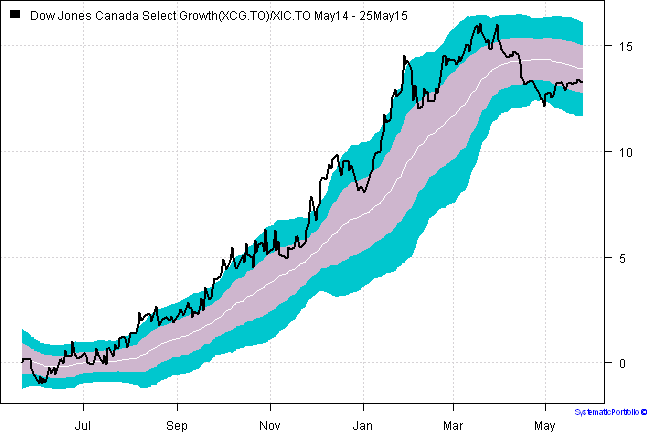 Dow Jones Canada Select Growth(XCG.TO)/XIC.TO May14 - 25May15
15
10
5
0
Jul Sep Nov Jan Mar May
SystematicPortfolio ©